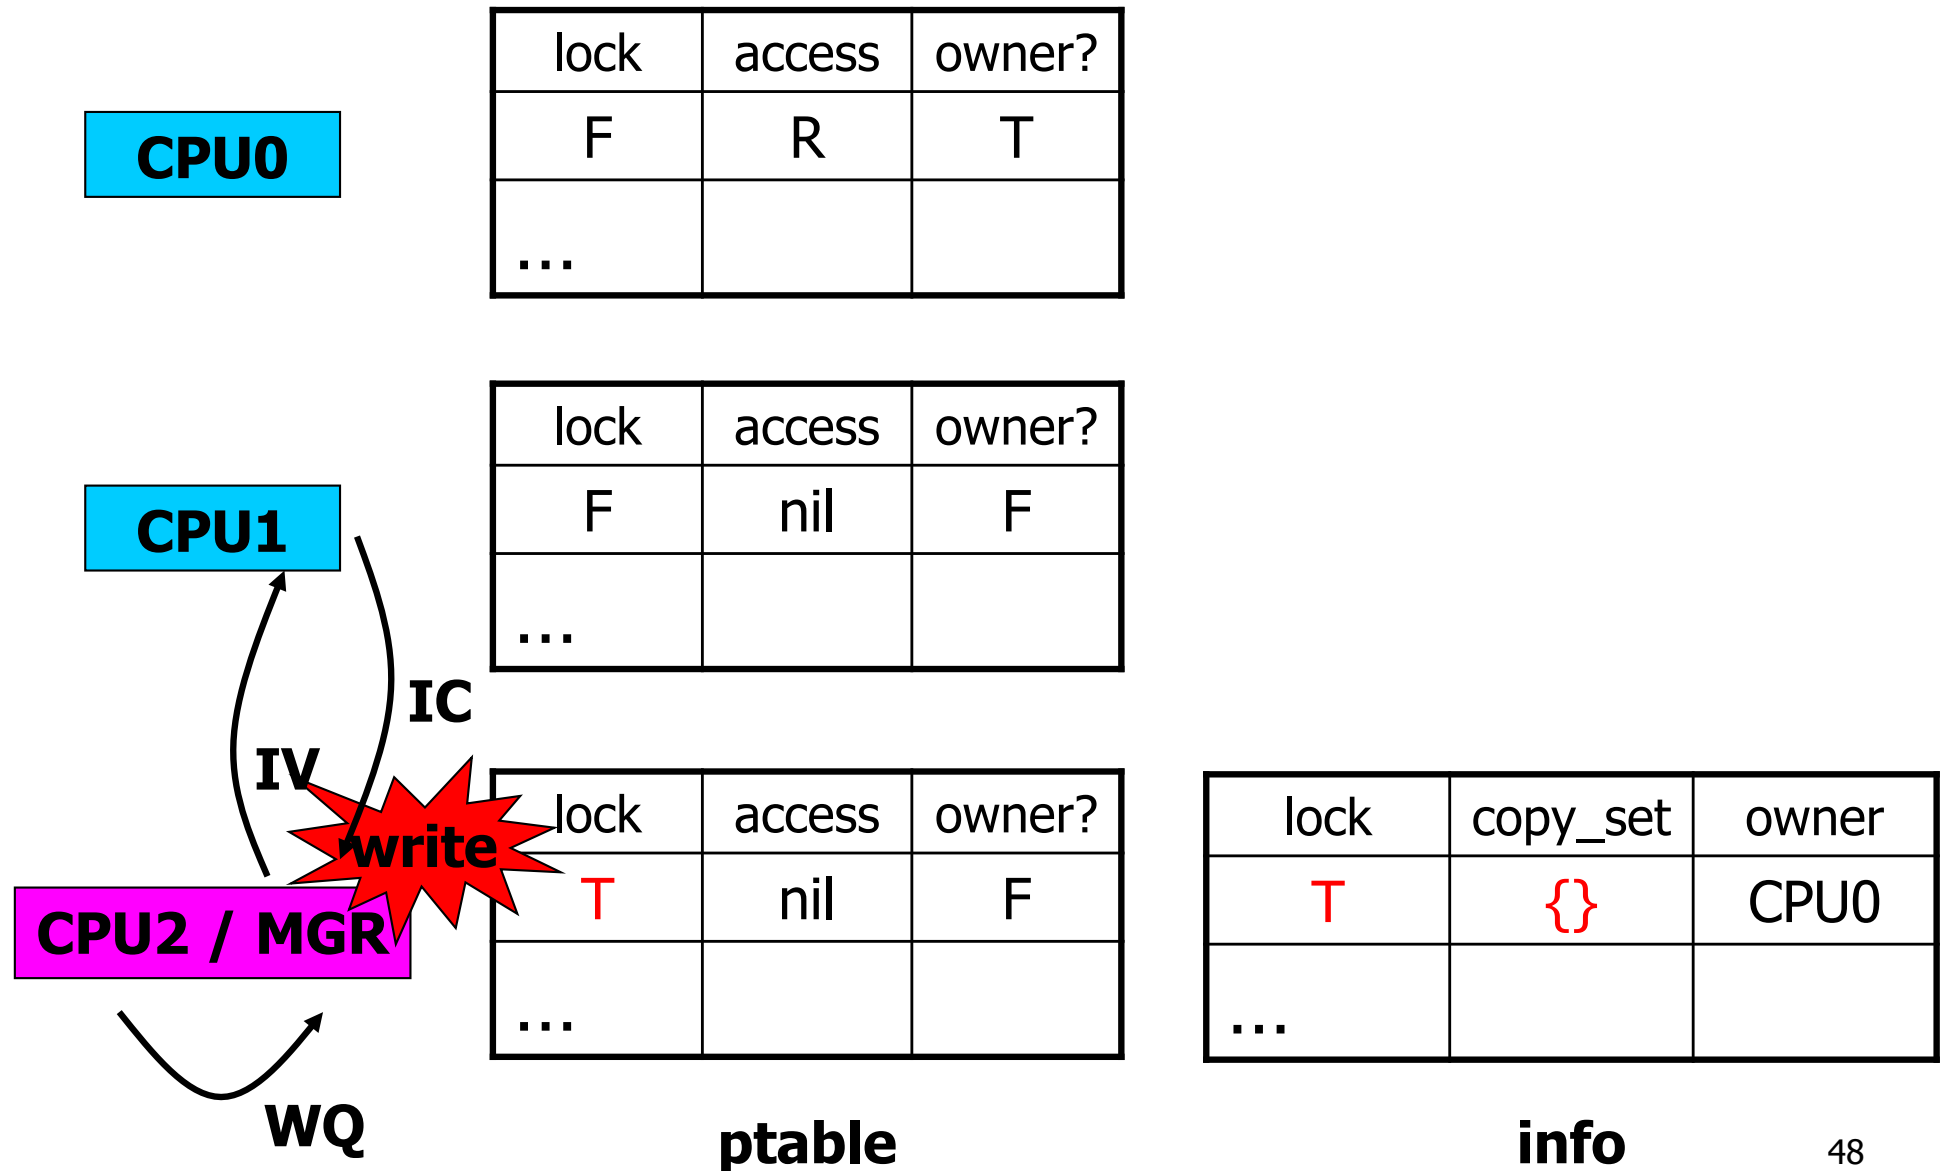 lock access owner?
CPU0
F R T
...
lock access owner?
CPU1
F nil F
...
IC
IV
write
lock access owner?
T nil F
...
CPU2 / MGR
lock copy_set owner
T {} CPU0
...
WQ
ptable
info
48